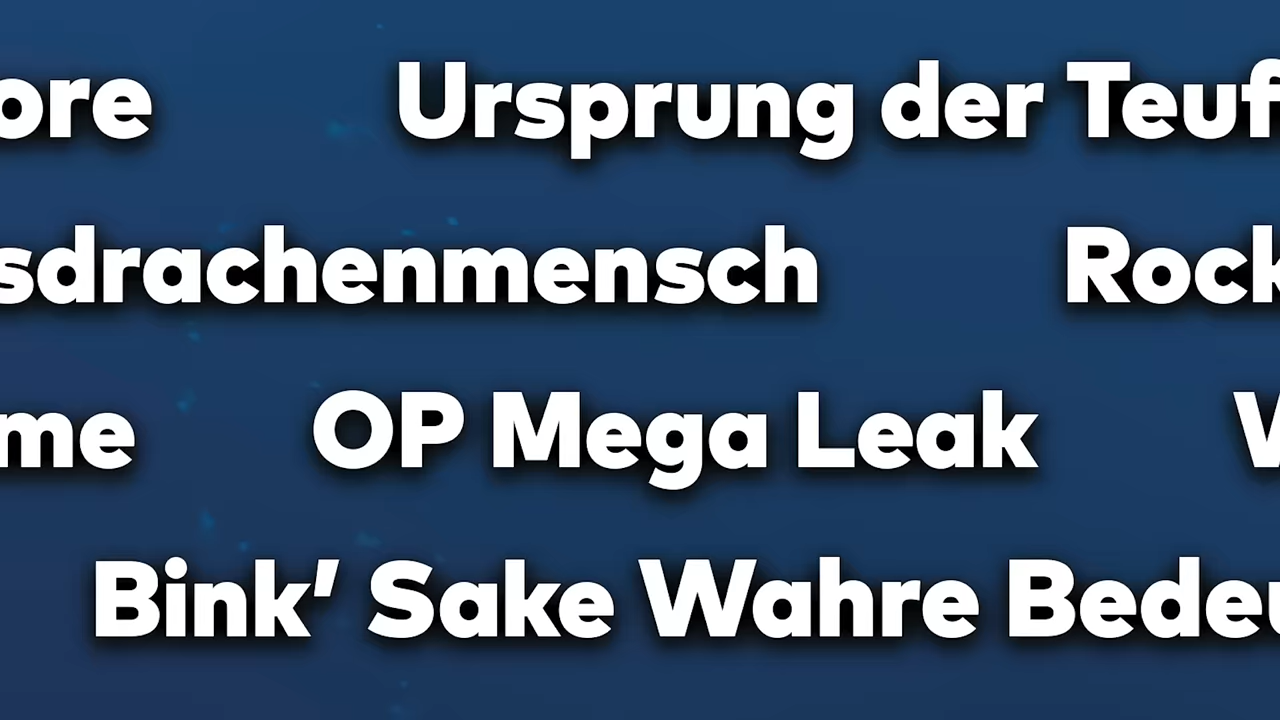 ore Ursprung der Teuf
sdrachenmensch Rock
me OP Mega Leak
Bink’ Sake Wahre Bedeu